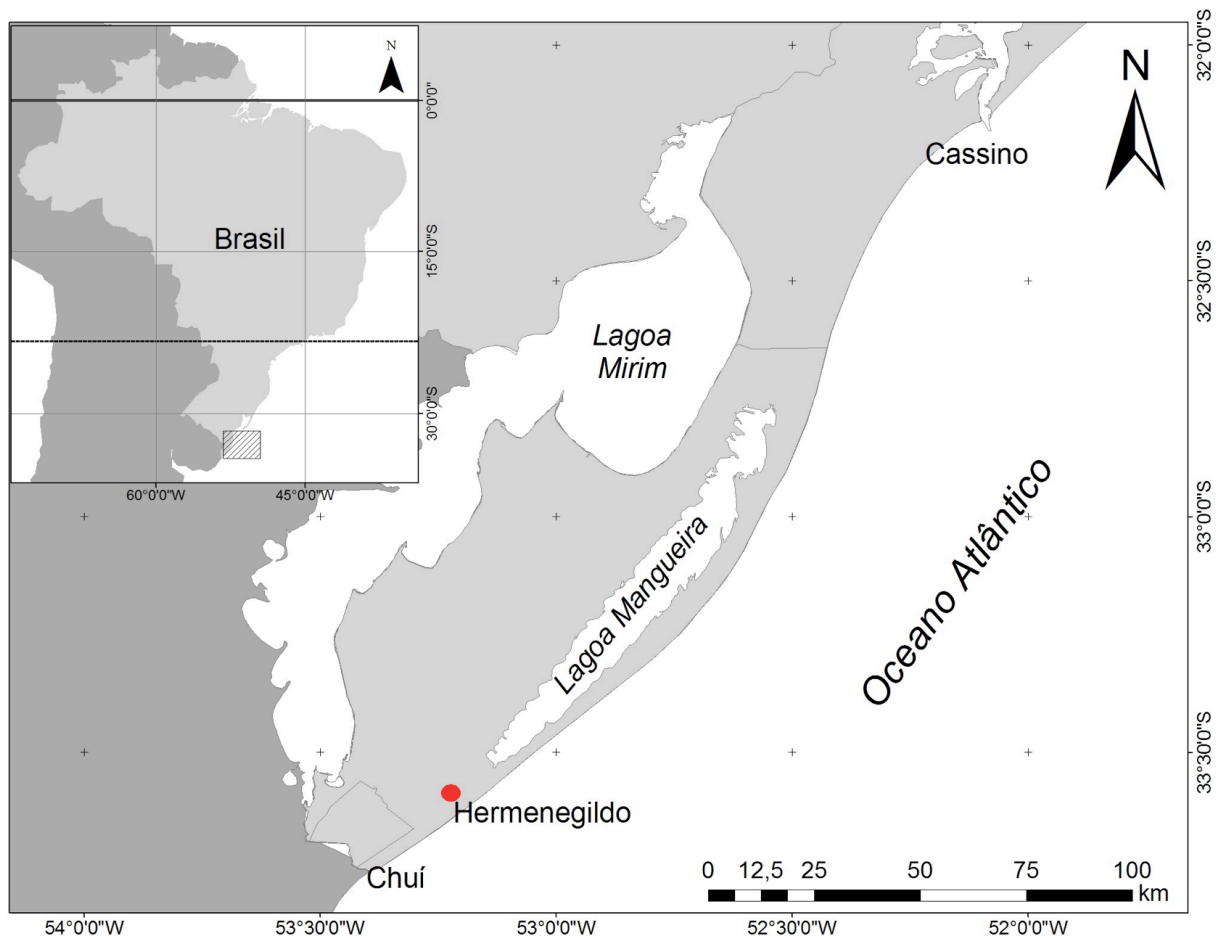 N
0°0'0"
Brasil
15°0'0"S
30°0'0"S
60°0'0"W
45°0'0"W
N
Cassino
Lagoa
Mirim
Lagoa Mangueira
Oceano Atlântico
Hermenegildo
Chuí
0 12,5 25 50 75 100
km
32°0'0"S
32°30'0"S
33°0'0"S
33°30'0"S
54°0'0"W
53°30'0"W
53°0'0"W
52°30'0"W
52°0'0"W